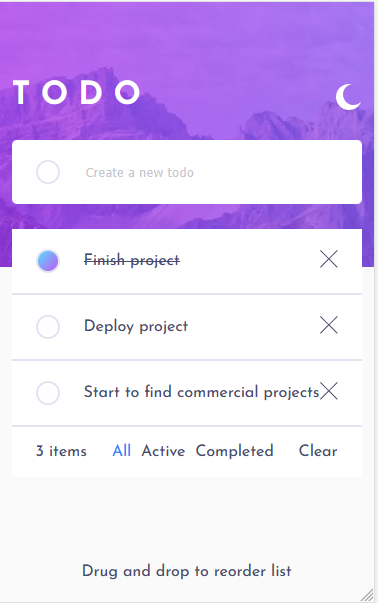 TODO
Create a new todo
Finish project
Deploy project
Start to find commercial projects
3 items All Active Completed Clear
Drug and drop to reorder list